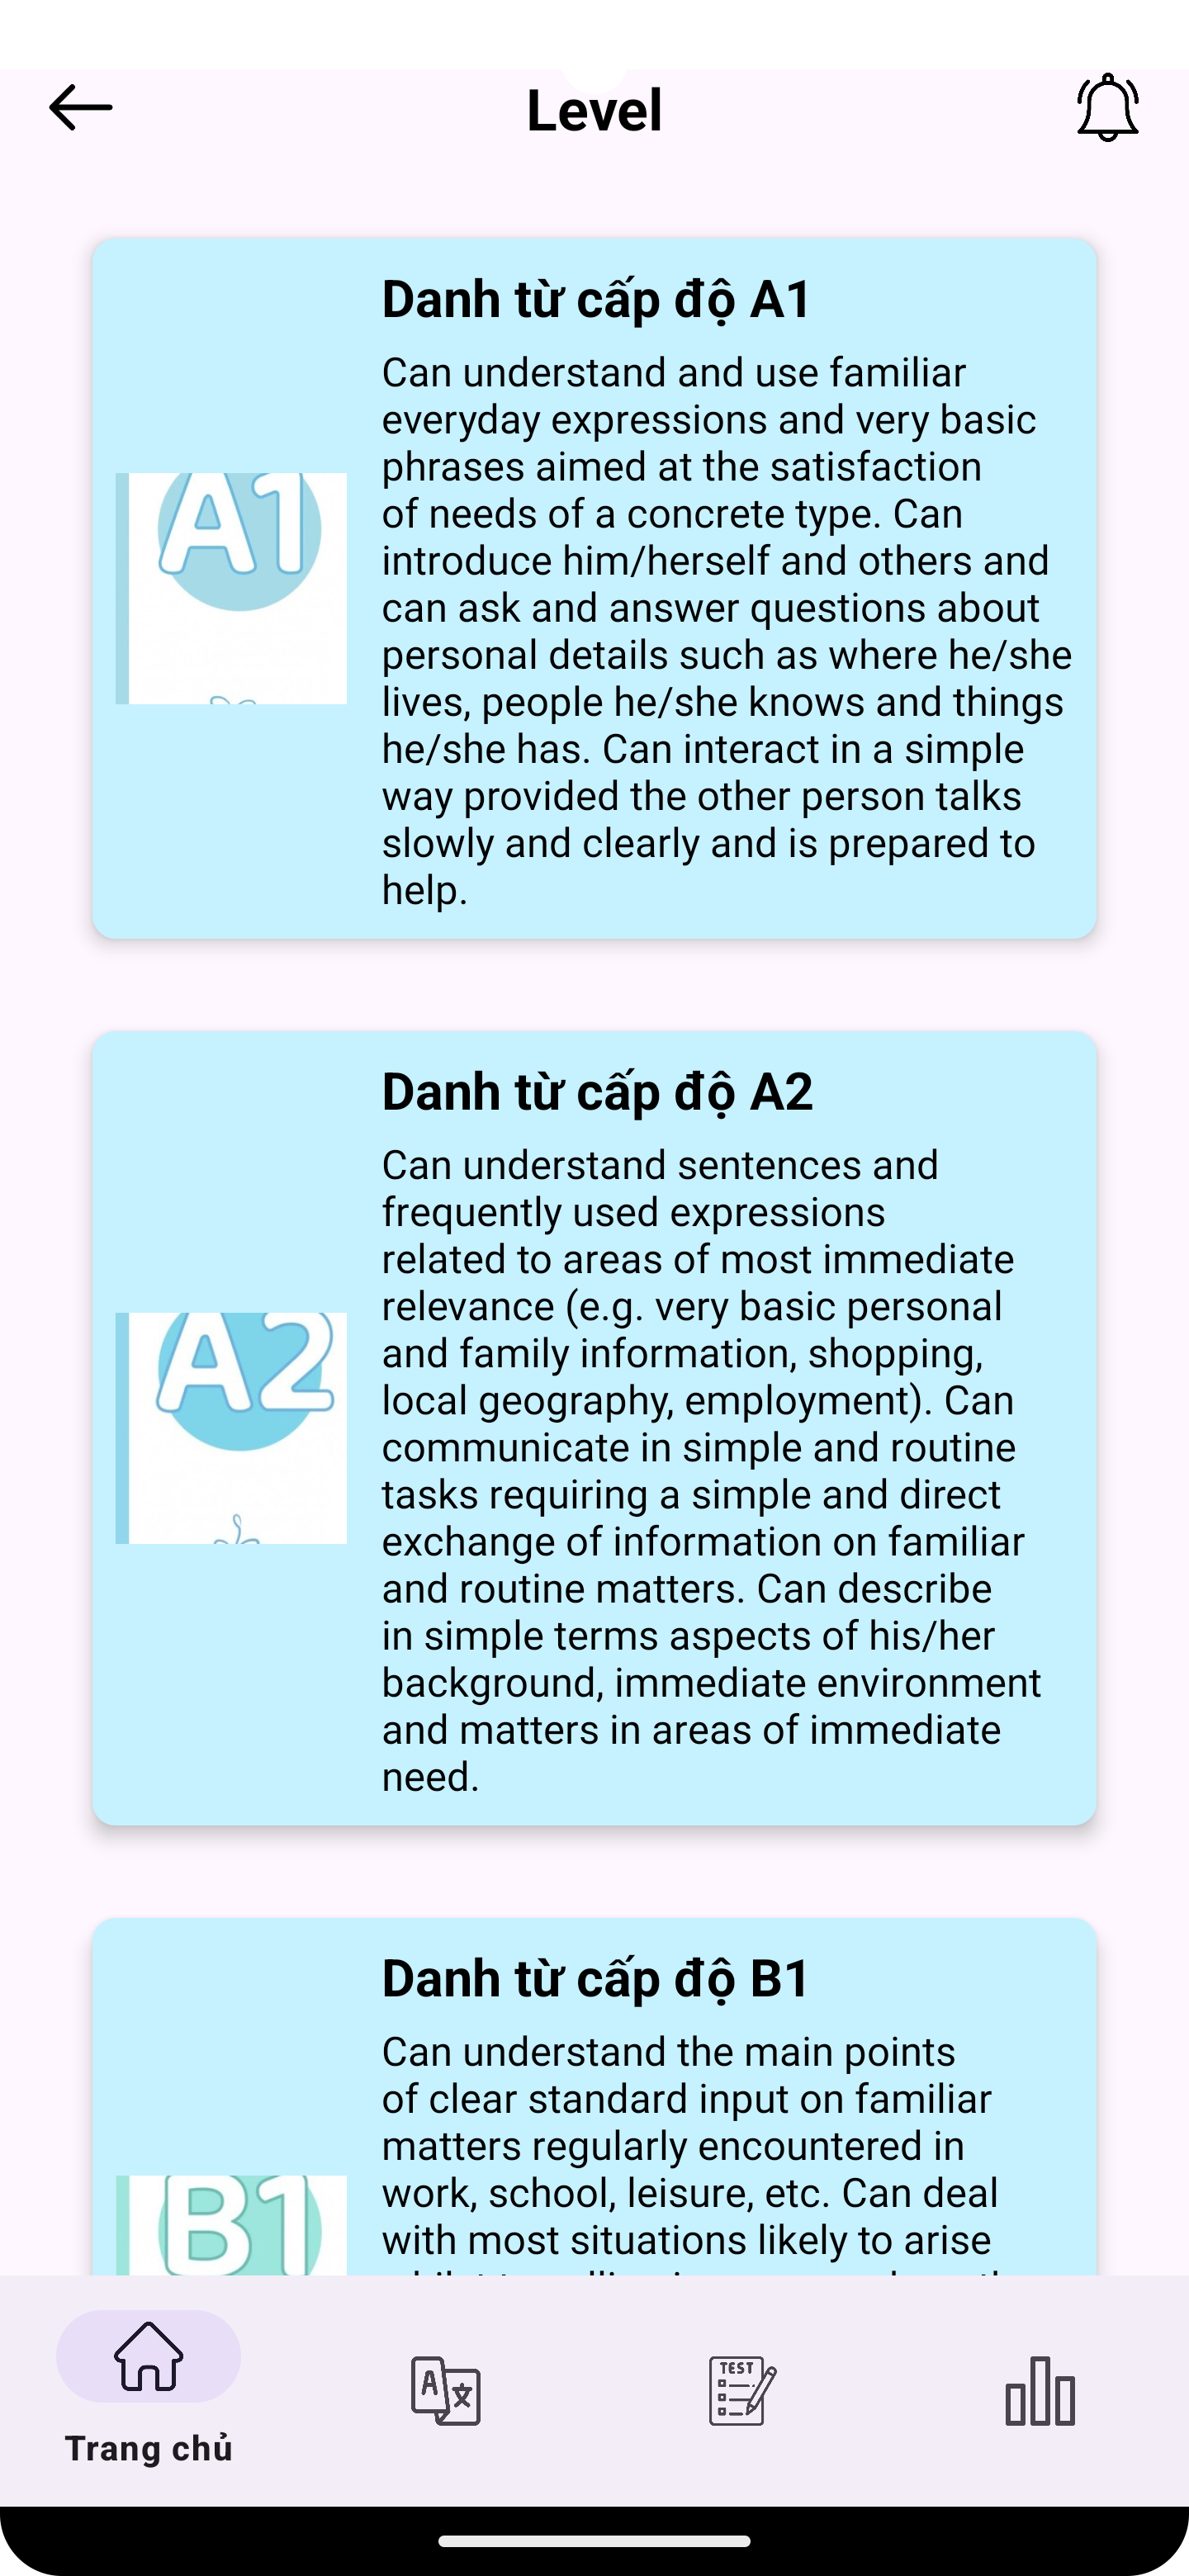 Level
Danh từ cấp độ A1
Can understand and use familiar
everyday expressions and very basic
phrases aimed at the satisfaction
of needs of a concrete type. Can
introduce him/herself and others and
can ask and answer questions about
personal details such as where he/she
lives, people he/she knows and things
he/she has. Can interact in a simple
way provided the other person talks
slowly and clearly and is prepared to
help.
A1
Danh từ cấp độ A2
Can understand sentences and
frequently used expressions
related to areas of most immediate
relevance (e.g. very basic personal
and family information, shopping,
local geography, employment). Can
communicate in simple and routine
tasks requiring a simple and direct
exchange of information on familiar
and routine matters. Can describe
in simple terms aspects of his/her
background, immediate environment
and matters in areas of immediate
need.
A2
Danh từ cấp độ B1
Can understand the main points
of clear standard input on familiar
matters regularly encountered in
work, school, leisure, etc. Can deal
with most situations likely to arise
B1
A 文
TEST
Trang chủ